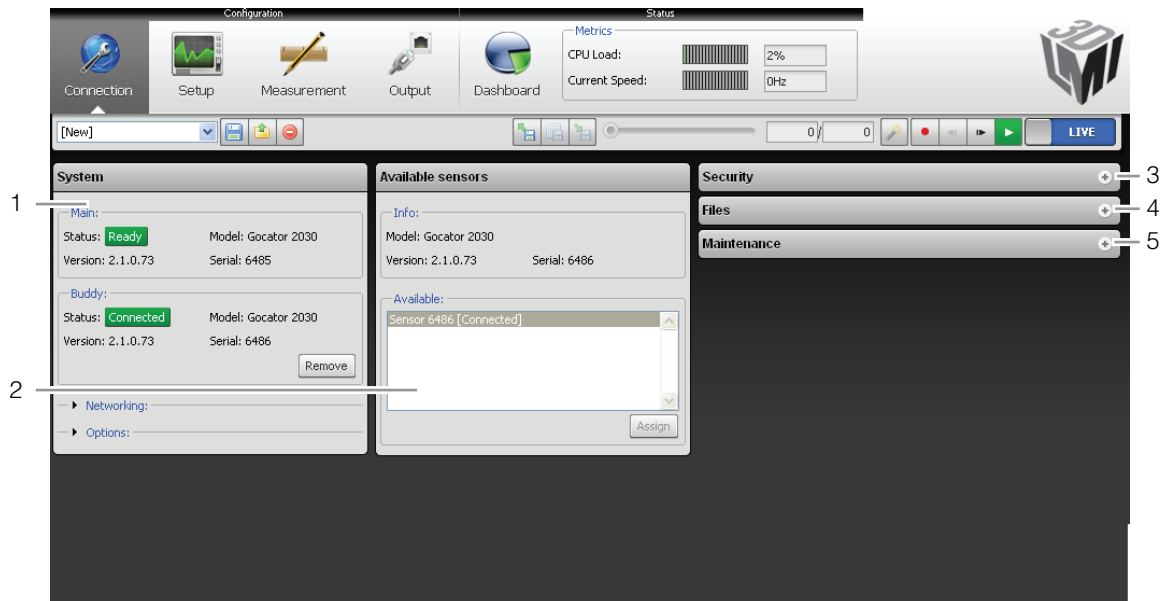 Configuration
Status
Connection
Setup
Measurement
Output
Dashboard
Metrics
CPU Load:
2%
Current Speed:
0Hz
3D
LMI
[New]
0/
0
LIVE
System
Main:
Status: Ready
Model: Gocator 2030
Version: 2.1.0.73
Serial: 6485
Buddy:
Status: Connected
Model: Gocator 2030
Version: 2.1.0.73
Serial: 6486
Remove
Networking:
Options:
Available sensors
Info:
Model: Gocator 2030
Version: 2.1.0.73
Serial: 6486
Available:
Sensor 6486 [Connected]
Assign
Security
Files
Maintenance
1
2
3
4
5